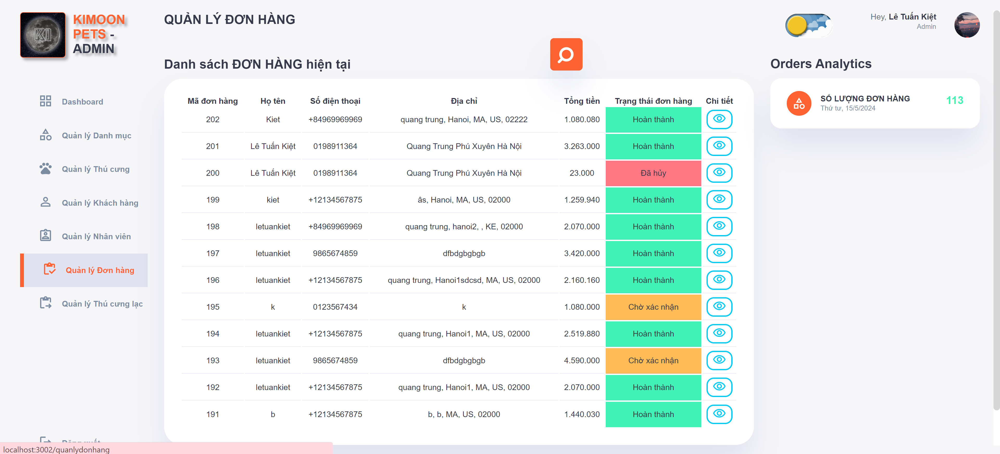 KI
KIMOON
PETS -
ADMIN
QUẢN LÝ ĐƠN HÀNG
Hey, Lê Tuấn Kiệt
Admin
Dashboard
Quản lý Danh mục
Quản lý Thú cưng
Quản lý Khách hàng
Quản lý Nhân viên
Quản lý Đơn hàng
Quản lý Thú cưng lạc
Đăng xuất
Danh sách ĐƠN HÀNG hiện tại
Mã đơn hàng Họ tên Số điện thoại Địa chỉ Tổng tiền Trạng thái đơn hàng Chi tiết
202 Kiet +84969969969 quang trung, Hanoi, MA, US, 02222 1.080.080 Hoàn thành
201 Lê Tuấn Kiệt 0198911364 Quang Trung Phú Xuyên Hà Nội 3.263.000 Hoàn thành
200 Lê Tuấn Kiệt 0198911364 Quang Trung Phú Xuyên Hà Nội 23.000 Đã hủy
199 kiet +12134567875 âs, Hanoi, MA, US, 02000 1.259.940 Hoàn thành
198 letuankiet +84969969969 quang trung, hanoi2, , KE, 02000 2.070.000 Hoàn thành
197 letuankiet 9865674859 dfbdgbgbgb 3.420.000 Hoàn thành
196 letuankiet +12134567875 quang trung, Hanoi1sdcsd, MA, US, 02000 2.160.160 Hoàn thành
195 k 0123567434 k 1.080.000 Chờ xác nhận
194 letuankiet +12134567875 quang trung, Hanoi1, MA, US, 02000 2.519.880 Hoàn thành
193 letuankiet 9865674859 dfbdgbgbgb 4.590.000 Chờ xác nhận
192 letuankiet +12134567875 quang trung, Hanoi1, MA, US, 02000 2.070.000 Hoàn thành
191 b +12134567875 b, b, MA, US, 02000 1.440.030 Hoàn thành
Orders Analytics
SỐ LƯỢNG ĐƠN HÀNG
Thứ tư, 15/5/2024
113
localhost:3002/quanlydonhang